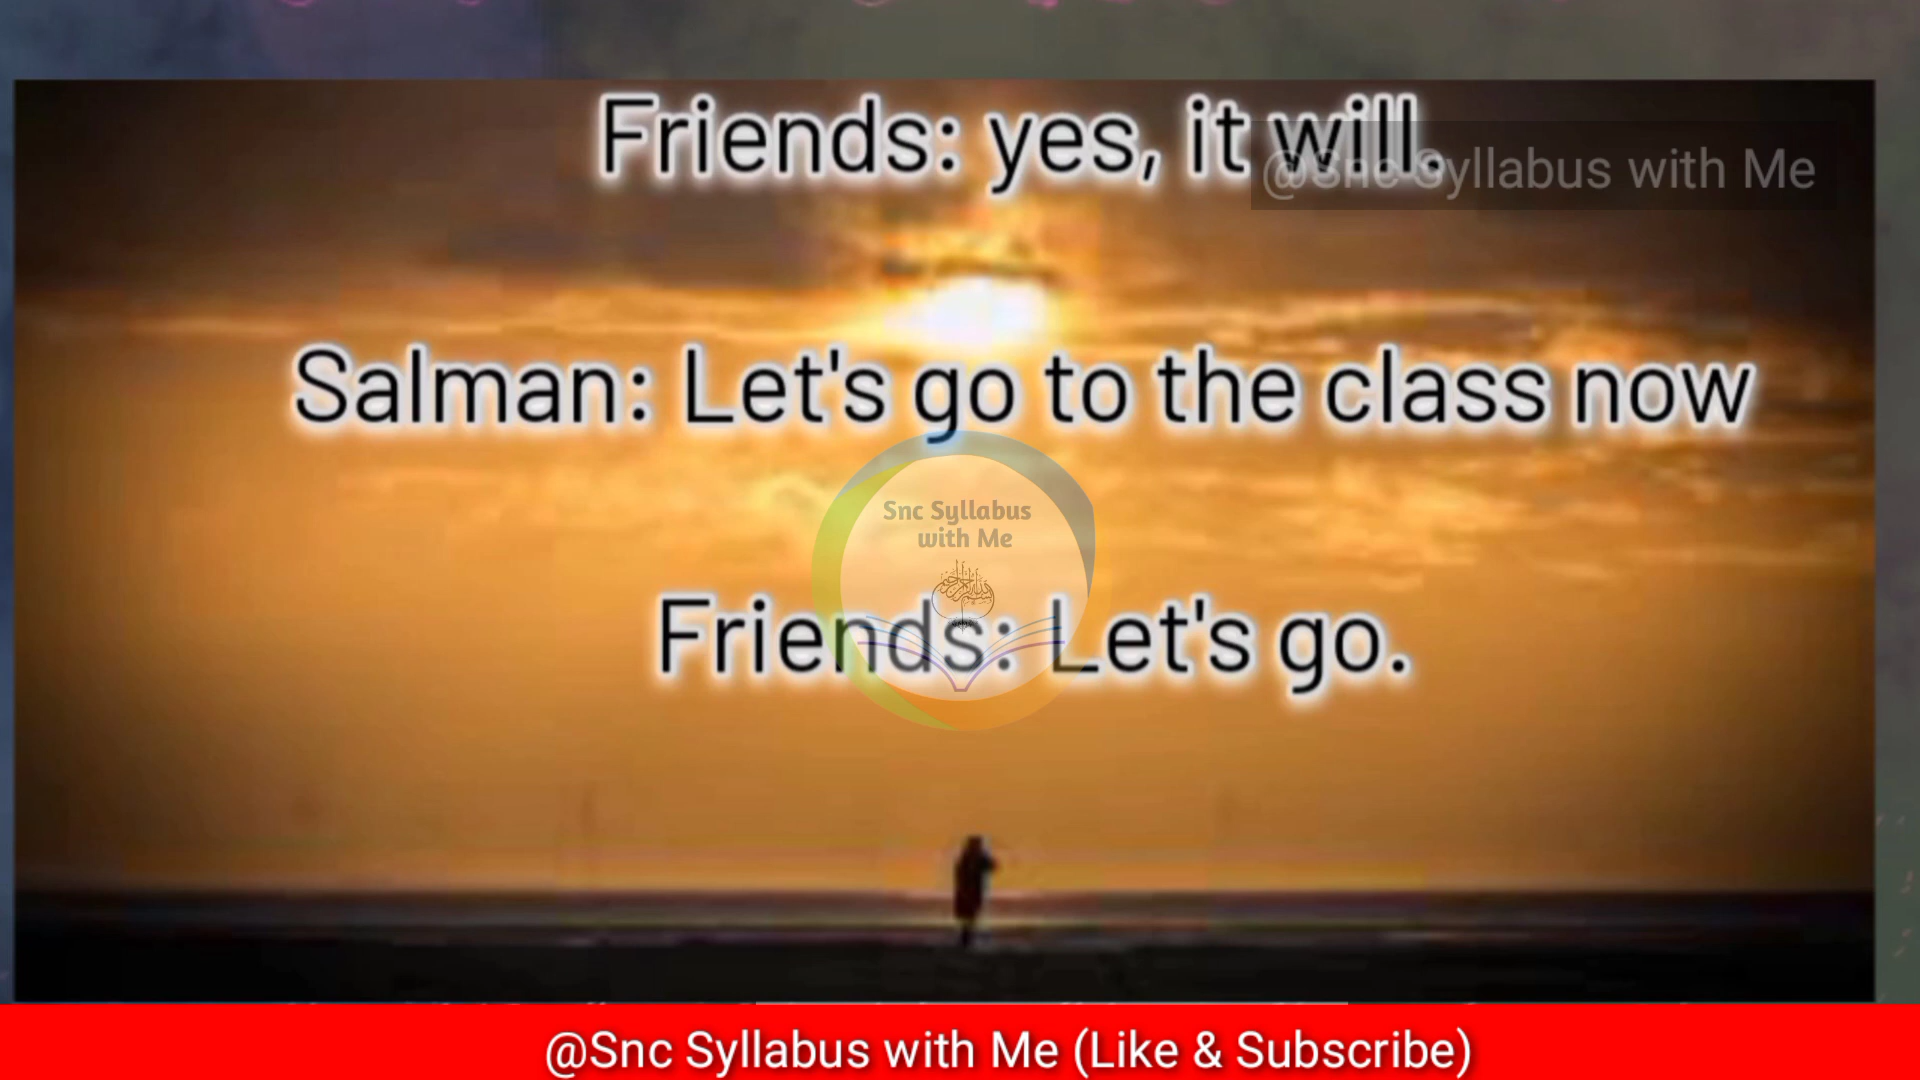 Friends: yes, it will.
@Snc Syllabus with Me
Salman: Let's go to the class now
Snc Syllabus
with Me
Friends: Let's go.
@Snc Syllabus with Me (Like & Subscribe)